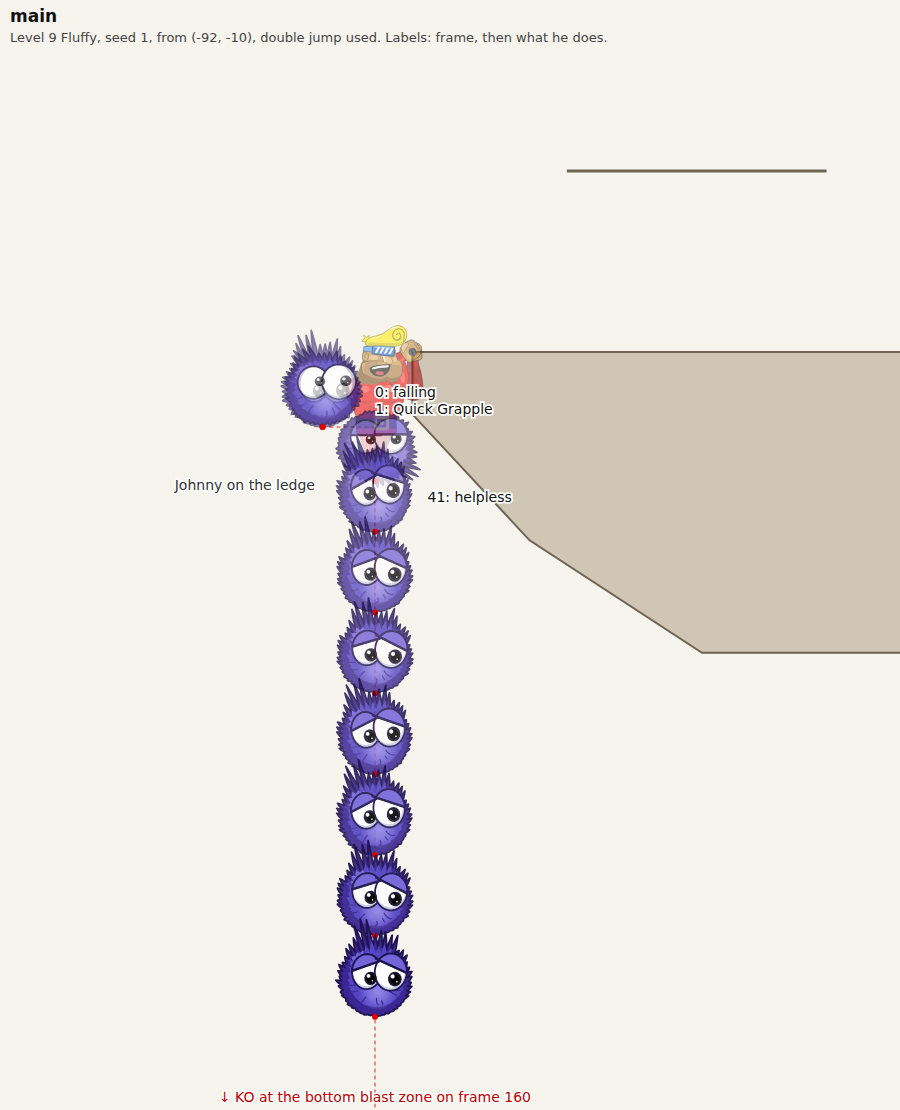 main
Level 9 Fluffy, seed 1, from (-92, -10), double jump used. Labels: frame, then what he does.
0: falling
1: Quick Grapple
Johnny on the ledge
41: helpless
↓ KO at the bottom blast zone on frame 160